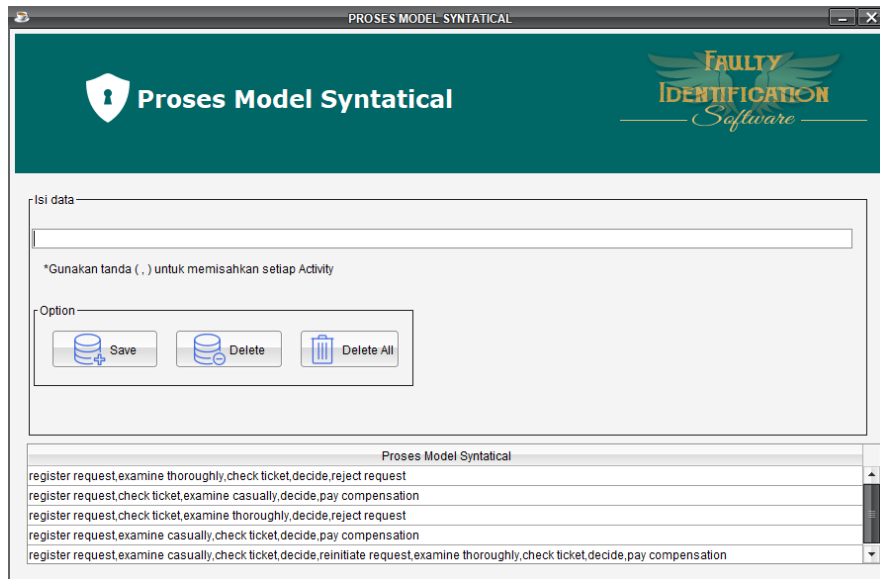 PROSES MODEL SYNTATICAL
Proses Model Syntatical
FAULTY
IDENTIFICATION
Software
Isi data
*Gunakan tanda ( , ) untuk memisahkan setiap Activity
Option
Save
Delete
Delete All
Proses Model Syntatical
register request,examine thoroughly,check ticket,decide,reject request
register request,check ticket,examine casually,decide,pay compensation
register request,check ticket,examine thoroughly,decide,reject request
register request,examine casually,check ticket,decide,pay compensation
register request,examine casually,check ticket,decide,reinitiate request,examine thoroughly,check ticket,decide,pay compensation